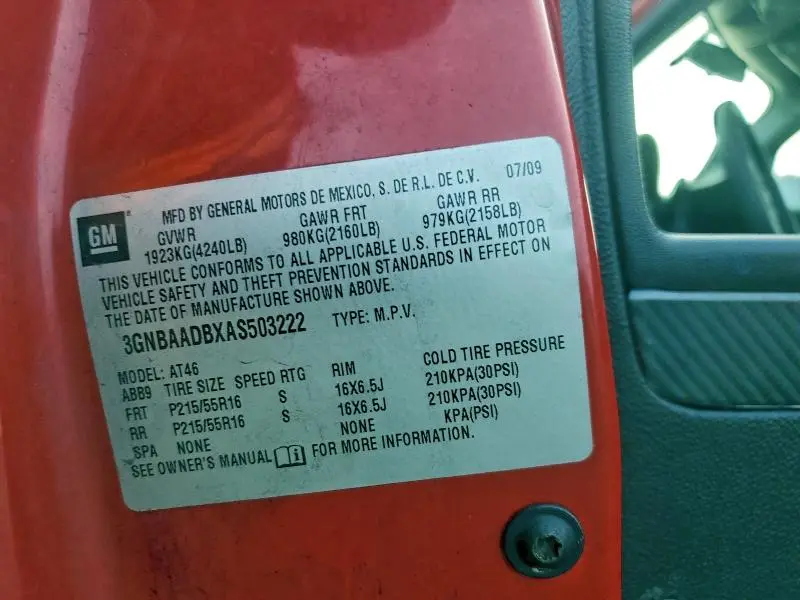 GM
MFD BY GENERAL MOTORS DE MEXICO, S. DE R.L. DE C.V. 07/09
GVWR GAWR FRT GAWR RR
1923KG(4240LB) 980KG(2160LB) 979KG(2158LB)
THIS VEHICLE CONFORMS TO ALL APPLICABLE U.S. FEDERAL MOTOR
VEHICLE SAFETY AND THEFT PREVENTION STANDARDS IN EFFECT ON
THE DATE OF MANUFACTURE SHOWN ABOVE.
3GNBAADBXAS503222 TYPE: M.P.V.
MODEL: AT46
ABB9 TIRE SIZE SPEED RTG RIM COLD TIRE PRESSURE
FRT P215/55R16 S 16X6.5J 210KPA(30PSI)
RR P215/55R16 S 16X6.5J 210KPA(30PSI)
SPA NONE NONE KPA(PSI)
SEE OWNER'S MANUAL FOR MORE INFORMATION.